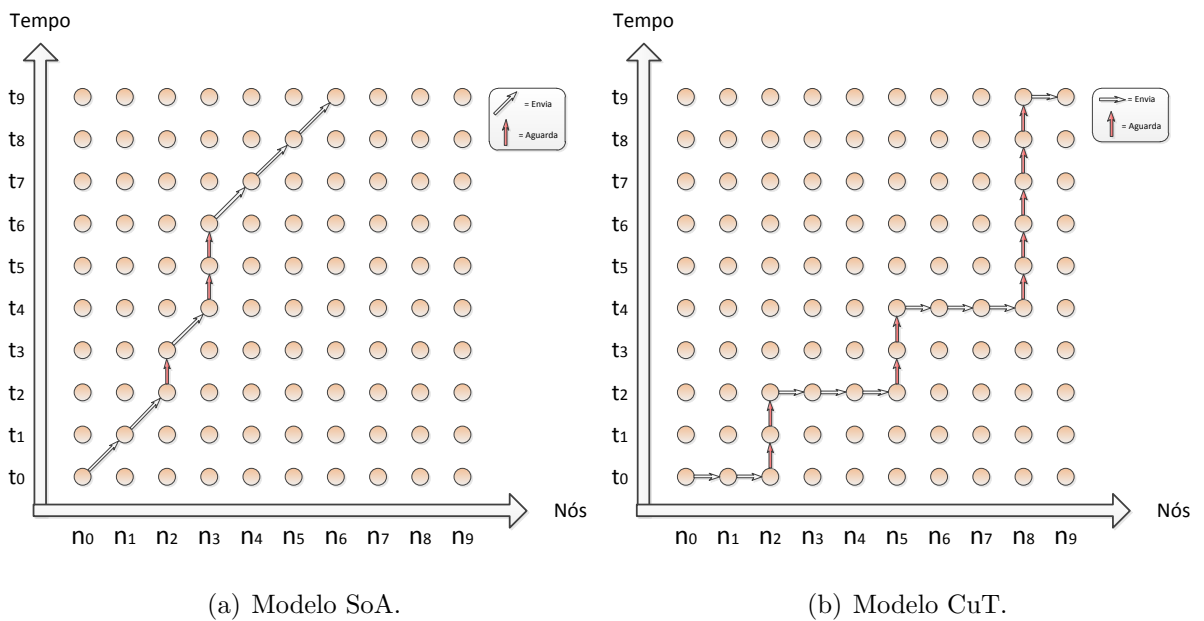 Tempo
t9
t8
t7
t6
t5
t4
t3
t2
t1
t0
= Envia
= Aguarda
Nós
n0 n1 n2 n3 n4 n5 n6 n7 n8 n9
(a) Modelo SoA.
Tempo
t9
t8
t7
t6
t5
t4
t3
t2
t1
t0
= Envia
= Aguarda
Nós
n0 n1 n2 n3 n4 n5 n6 n7 n8 n9
(b) Modelo CuT.